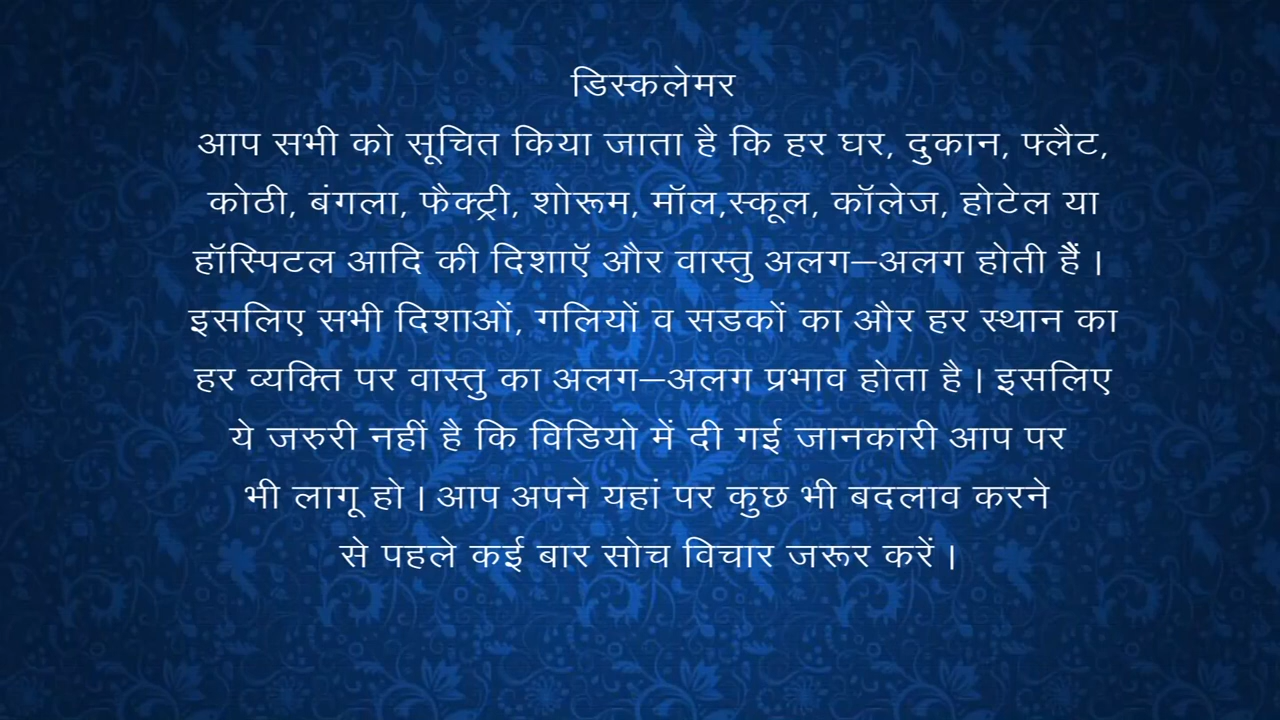 डिस्कलेमर
आप सभी को सूचित किया जाता है कि हर घर, दुकान, फ्लैट,
कोठी, बंगला, फैक्ट्री, शोरूम, मॉल,स्कूल, कॉलेज, होटेल या
हॉस्पिटल आदि की दिशाऍ और वास्तु अलग–अलग होती हैं ।
इसलिए सभी दिशाओं, गलियों व सडकों का और हर स्थान का
हर व्यक्ति पर वास्तु का अलग–अलग प्रभाव होता है । इसलिए
ये जरुरी नहीं है कि विडियो में दी गई जानकारी आप पर
भी लागू हो । आप अपने यहां पर कुछ भी बदलाव करने
से पहले कई बार सोच विचार जरूर करें ।